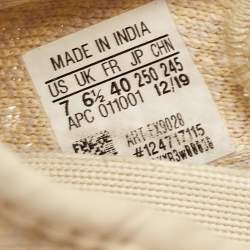 MADE IN INDIA
US UK FR JP CHN
7 6½ 40 250 245
APC 011001 12/19
ART FX9028
#124717115